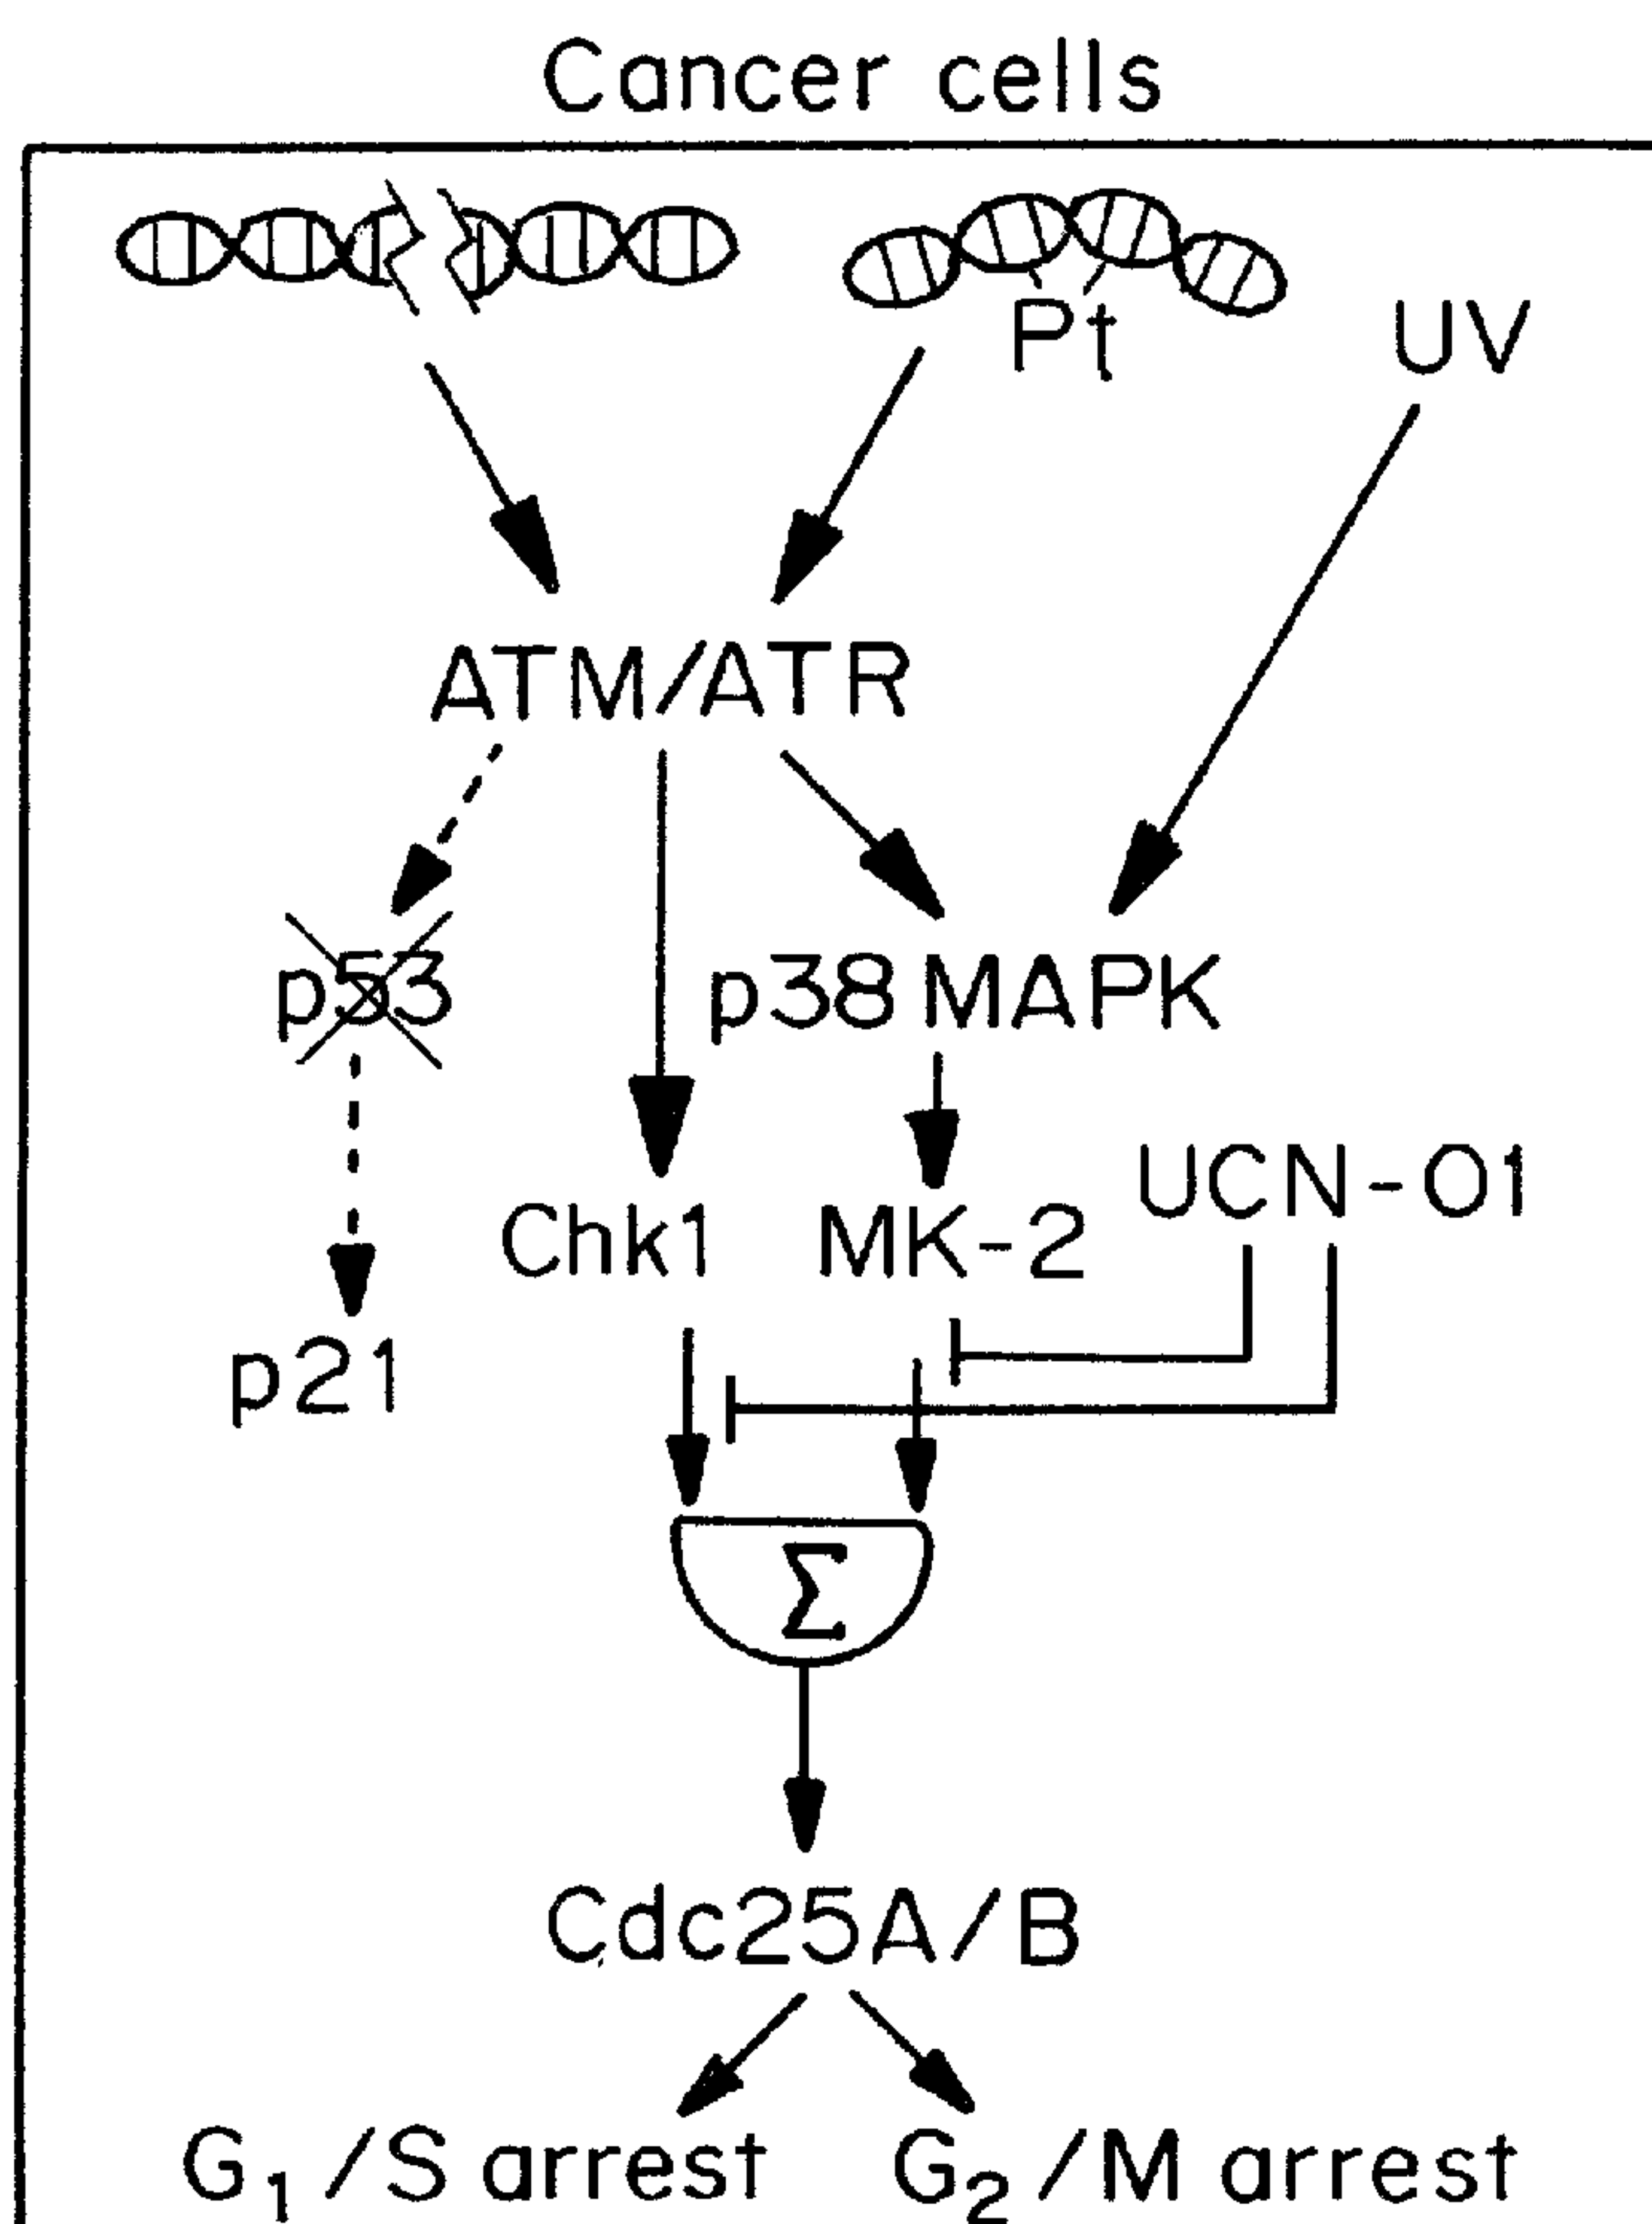 Cancer cells
Pt
UV
ATM/ATR
p53
p38 MAPK
UCN-01
Chk1
MK-2
p21
Σ
Cdc25A/B
G₁/S arrest
G₂/M arrest